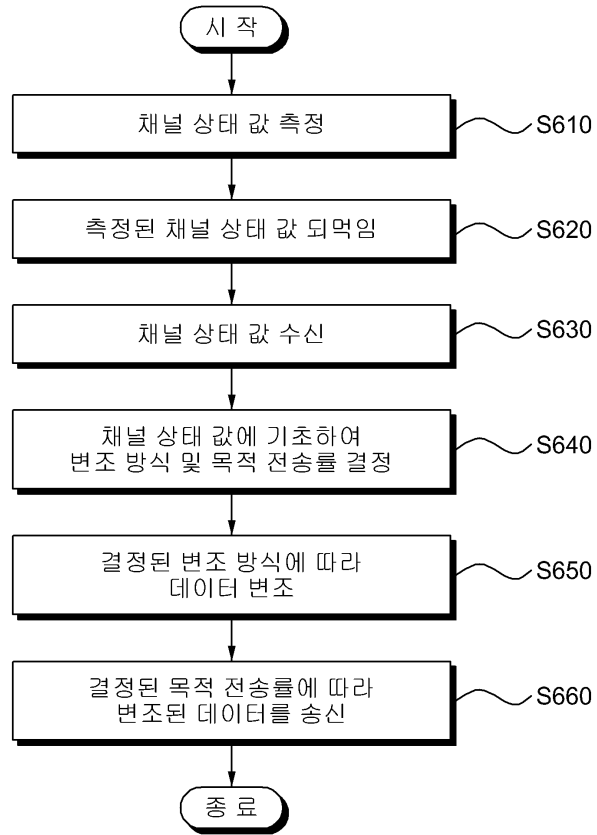 시 작
채널 상태 값 측정
S610
측정된 채널 상태 값 되먹임
S620
채널 상태 값 수신
S630
채널 상태 값에 기초하여
변조 방식 및 목적 전송률 결정
S640
결정된 변조 방식에 따라
데이터 변조
S650
결정된 목적 전송률에 따라
변조된 데이터를 송신
S660
종 료